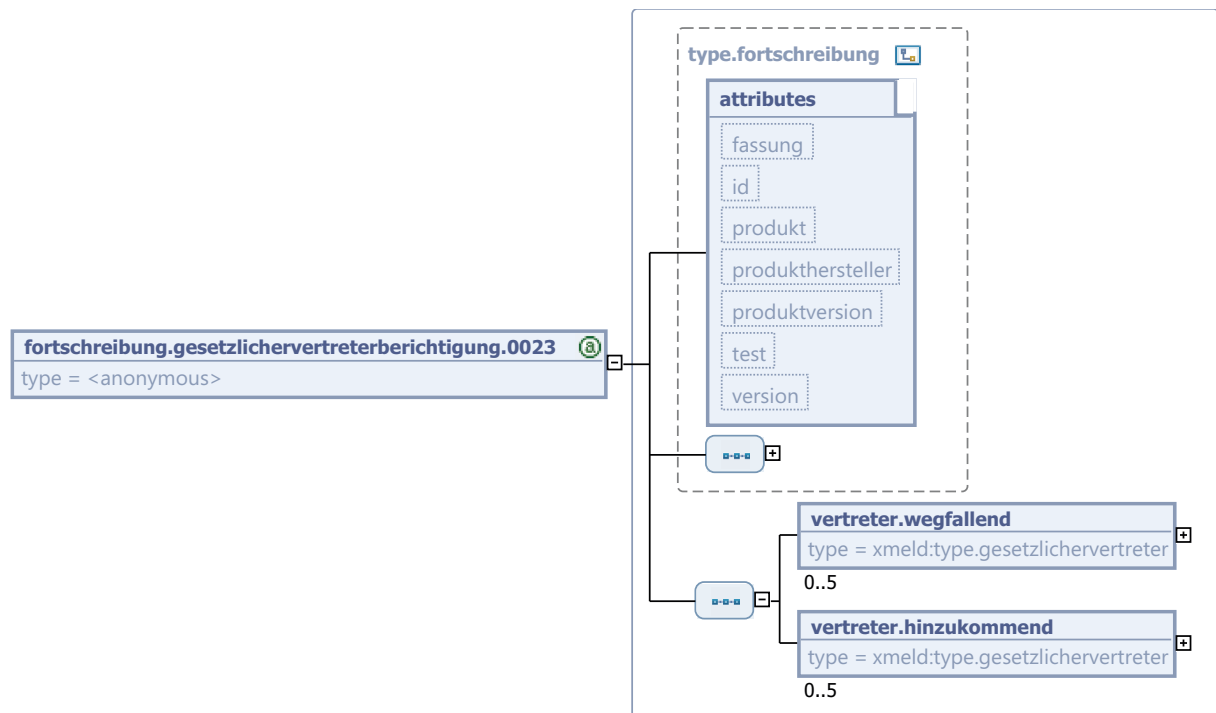 type.fortschreibung
attributes
fassung
id
produkt
produkthersteller
produktversion
test
version
fortschreibung.gesetzlichervertreterberichtigung.0023 a
type = <anonymous>
vertreter.wegfallend
type = xmeld:type.gesetzlichervertreter
0..5
vertreter.hinzukommend
type = xmeld:type.gesetzlichervertreter
0..5